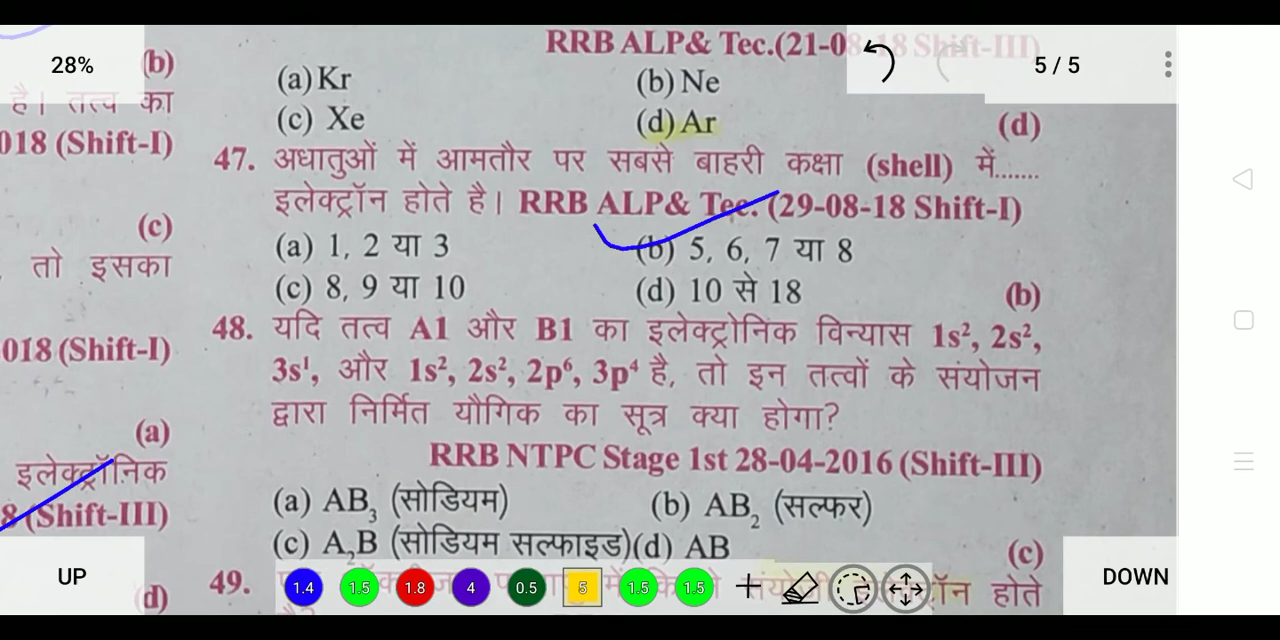 28%
5 / 5
(b)
है। तत्व का
018 (Shift-I)
(c)
तो इसका
018 (Shift-I)
(a)
इलेक्ट्रॉनिक
8 (Shift-III)
UP
(d)
RRB ALP& Tec.(21-08-18 Shift-III)
(a) Kr (b) Ne
(c) Xe (d) Ar (d)
47. अधातुओं में आमतौर पर सबसे बाहरी कक्षा (shell) में.......
इलेक्ट्रॉन होते है। RRB ALP& Tec. (29-08-18 Shift-I)
(a) 1, 2 या 3 (b) 5, 6, 7 या 8
(c) 8, 9 या 10 (d) 10 से 18 (b)
48. यदि तत्व A1 और B1 का इलेक्ट्रोनिक विन्यास 1s², 2s²,
3s¹, और 1s², 2s², 2p⁶, 3p⁴ है, तो इन तत्वों के संयोजन
द्वारा निर्मित यौगिक का सूत्र क्या होगा?
RRB NTPC Stage 1st 28-04-2016 (Shift-III)
(a) AB₃ (सोडियम) (b) AB₂ (सल्फर)
(c) A₂B (सोडियम सल्फाइड)(d) AB (c)
49. इलेक्ट्रॉन होते
1.4 1.5 1.8 4 0.5 5 1.5 1.5
DOWN